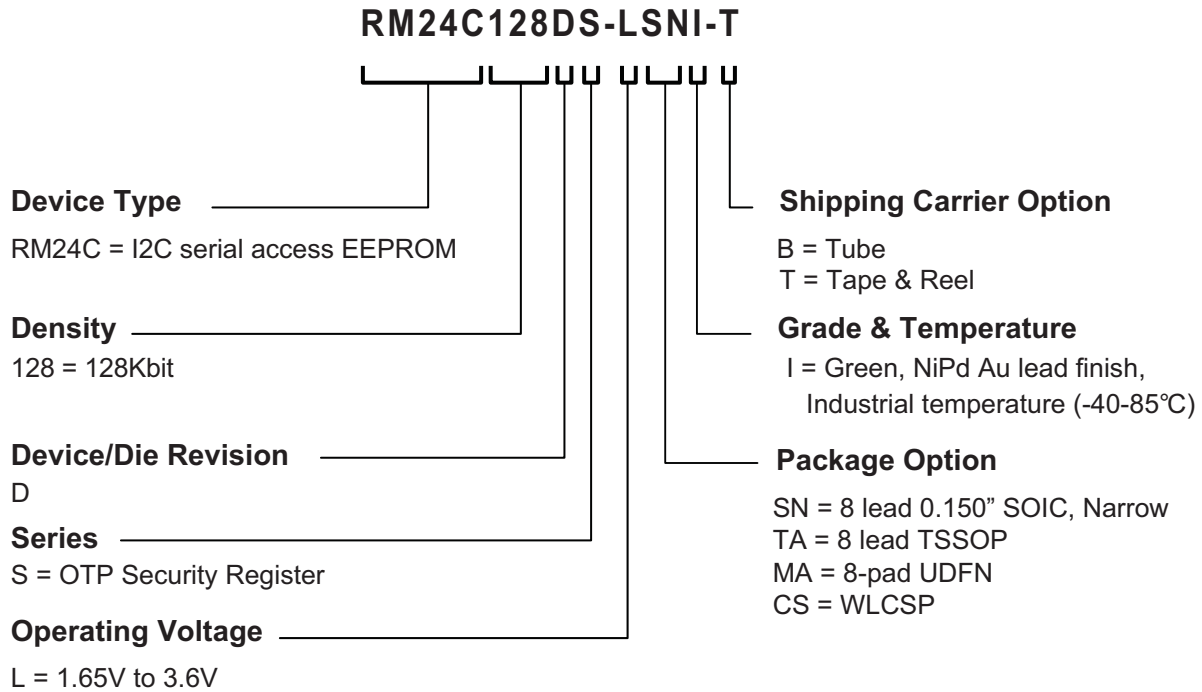 RM24C128DS-LSNI-T
Device Type
RM24C = I2C serial access EEPROM
Density
128 = 128Kbit
Device/Die Revision
D
Series
S = OTP Security Register
Operating Voltage
L = 1.65V to 3.6V
Shipping Carrier Option
B = Tube
T = Tape & Reel
Grade & Temperature
I = Green, NiPd Au lead finish,
Industrial temperature (-40-85℃)
Package Option
SN = 8 lead 0.150” SOIC, Narrow
TA = 8 lead TSSOP
MA = 8-pad UDFN
CS = WLCSP